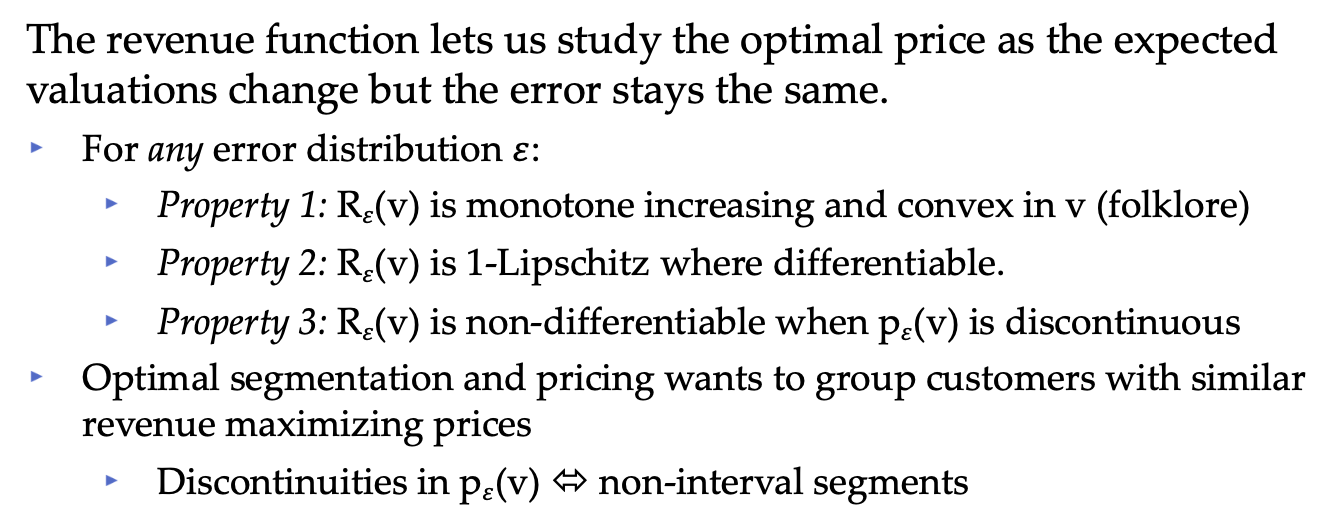 The revenue function lets us study the optimal price as the expected
valuations change but the error stays the same.
▸ For any error distribution ε:
▸ Property 1: Rε(v) is monotone increasing and convex in v (folklore)
▸ Property 2: Rε(v) is 1-Lipschitz where differentiable.
▸ Property 3: Rε(v) is non-differentiable when pε(v) is discontinuous
▸ Optimal segmentation and pricing wants to group customers with similar
revenue maximizing prices
▸ Discontinuities in pε(v) ⇔ non-interval segments